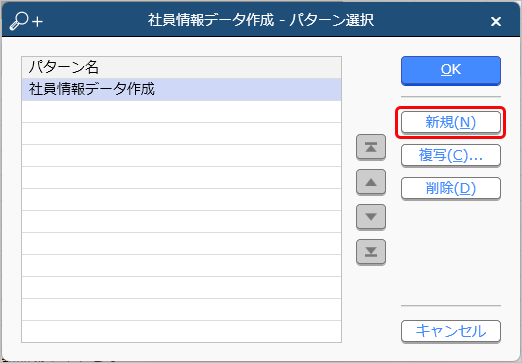 社員情報データ作成 - パターン選択
パターン名
社員情報データ作成
OK
新規(N)
複写(C)...
削除(D)
キャンセル